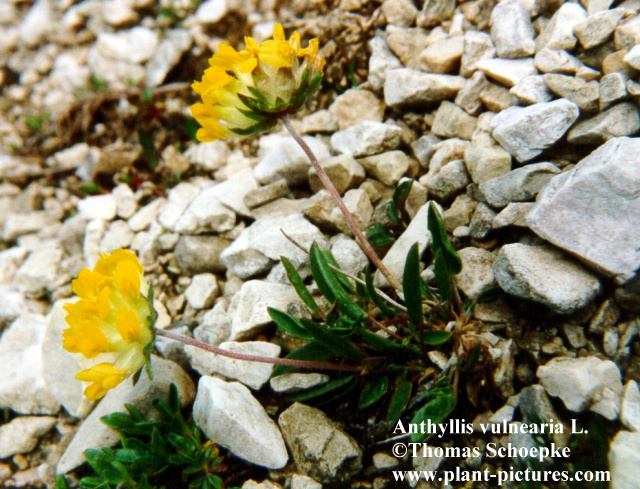 Anthyllis vulnearia L.
©Thomas Schoepke
www.plant-pictures.com